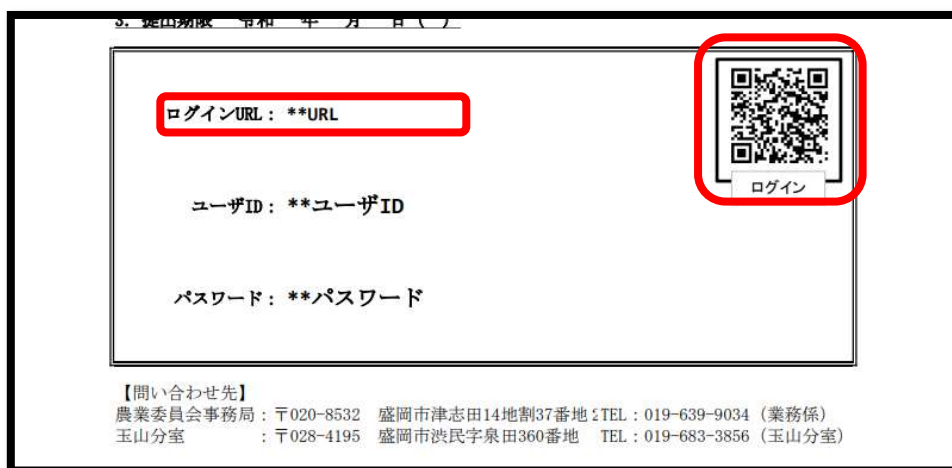 3. 提出期限　令和　年　月　日（　）
ログインURL： **URL
ログイン
ユーザID： **ユーザID
パスワード： **パスワード
【問い合わせ先】
農業委員会事務局：〒020-8532　盛岡市津志田14地割37番地2 TEL：019-639-9034（業務係）
玉山分室　　　　：〒028-4195　盛岡市渋民字泉田360番地　TEL：019-683-3856（玉山分室）